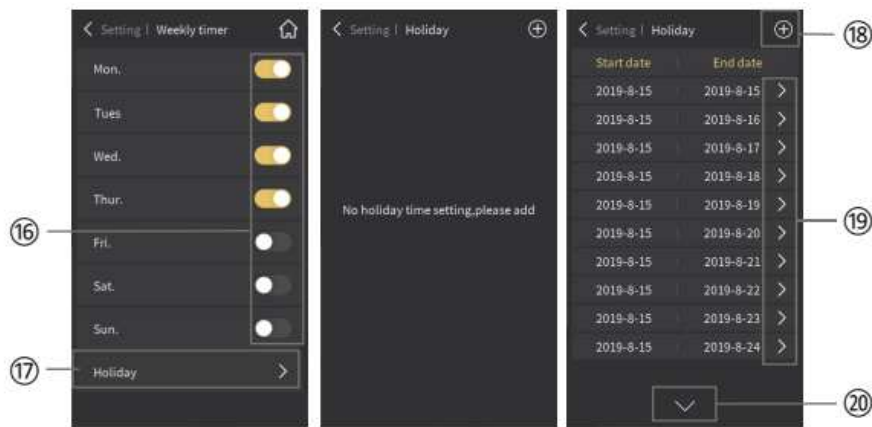 Setting | Weekly timer
Mon.
Tues
Wed.
Thur.
Fri.
Sat.
Sun.
Holiday
16
17
Setting | Holiday
No holiday time setting,please add
Setting | Holiday
Start date | End date
2019-8-15 2019-8-15
2019-8-15 2019-8-16
2019-8-15 2019-8-17
2019-8-15 2019-8-18
2019-8-15 2019-8-19
2019-8-15 2019-8-20
2019-8-15 2019-8-21
2019-8-15 2019-8-22
2019-8-15 2019-8-23
2019-8-15 2019-8-24
18
19
20